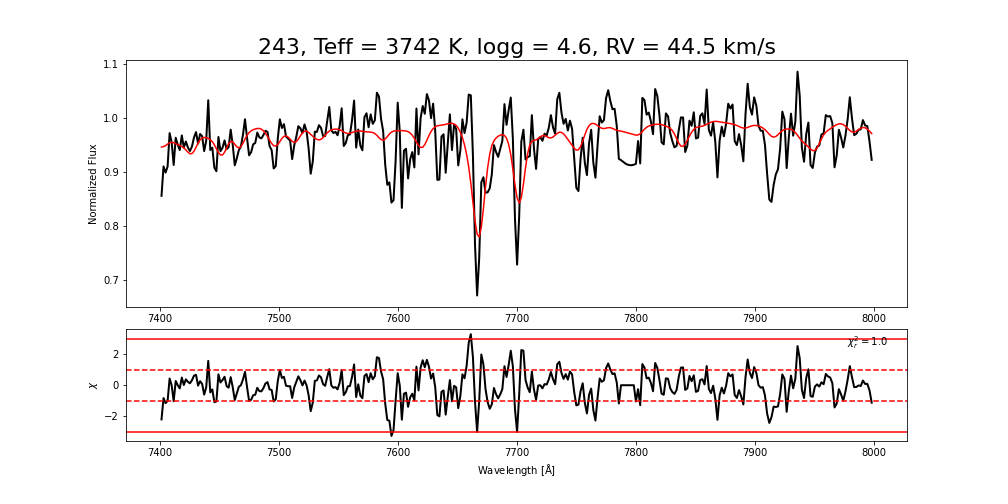 243, Teff = 3742 K, logg = 4.6, RV = 44.5 km/s
1.1
1.0
0.9
0.8
0.7
Normalized Flux
7400 7500 7600 7700 7800 7900 8000
χ²ᵣ = 1.0
2
0
−2
χ
7400 7500 7600 7700 7800 7900 8000
Wavelength [Å]